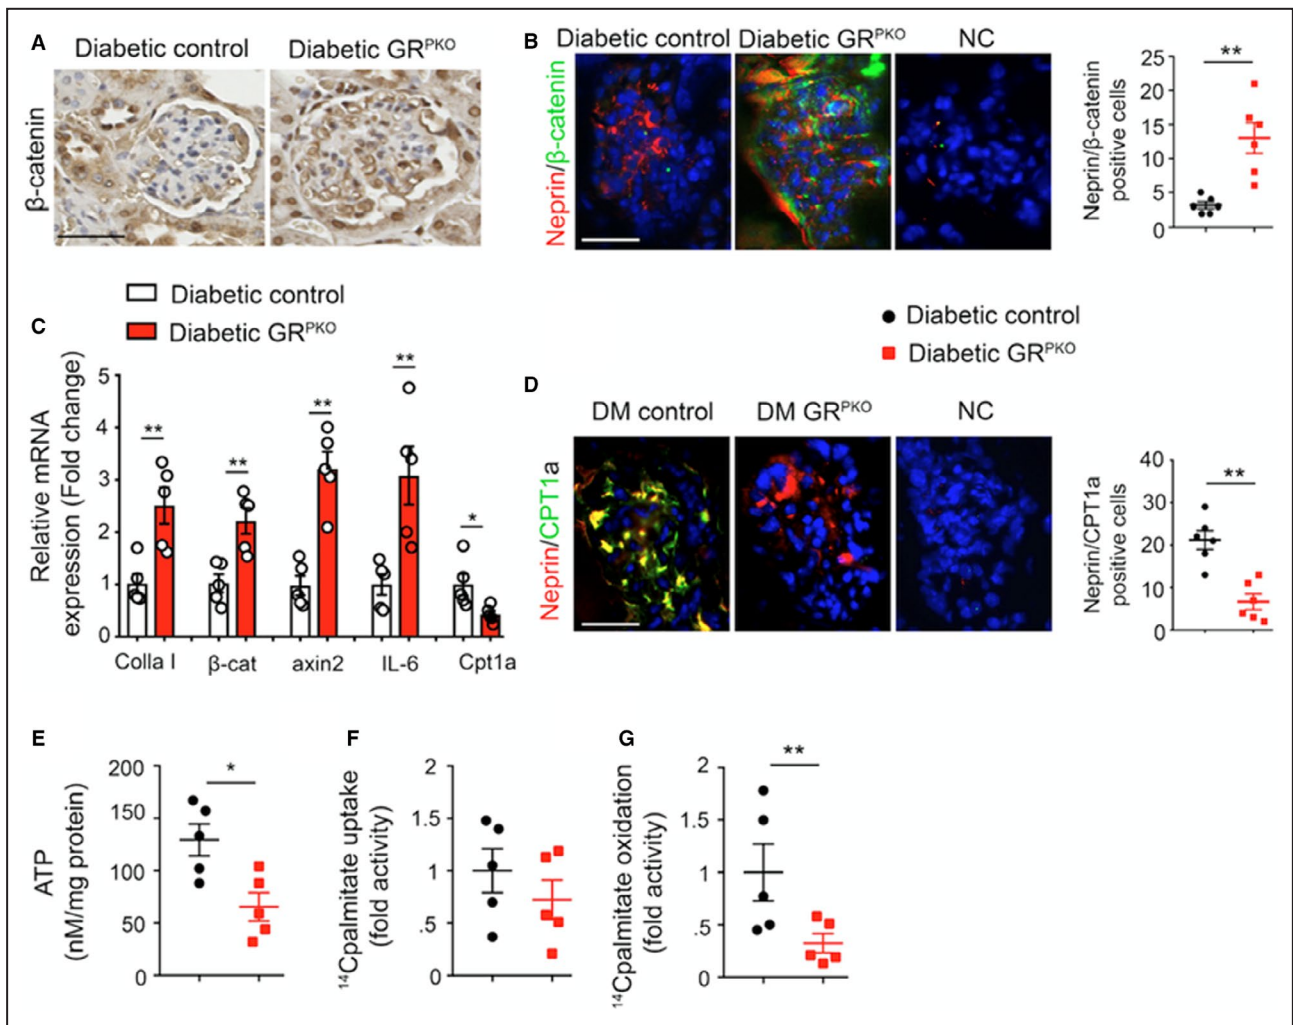 A
Diabetic control
Diabetic GRPKO
β-catenin
B
Diabetic control
Diabetic GRPKO
NC
Neprin/β-catenin
Neprin/β-catenin
positive cells
25
20
15
10
5
0
**
Diabetic control
Diabetic GRPKO
C
Relative mRNA
expression (Fold change)
5
4
3
2
1
0
**
**
**
**
*
Colla I
β-cat
axin2
IL-6
Cpt1a
Diabetic control
Diabetic GRPKO
D
DM control
DM GRPKO
NC
Neprin/CPT1a
Neprin/CPT1a
positive cells
40
30
20
10
0
**
E
ATP
(nM/mg protein)
200
150
100
50
0
*
F
14Cpalmitate uptake
(fold activity)
2
1.5
1
.5
0
G
14Cpalmitate oxidation
(fold activity)
2
1.5
1
.5
0
**